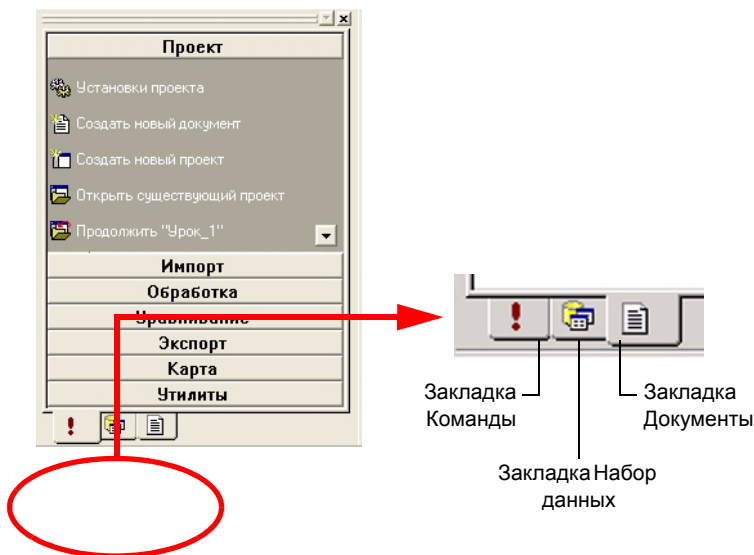 Проект
Установки проекта
Создать новый документ
Создать новый проект
Открыть существующий проект
Продолжить "Урок_1"
Импорт
Обработка
Уравнивание
Экспорт
Карта
Утилиты
Закладка
Команды
Закладка
Документы
Закладка Набор
данных